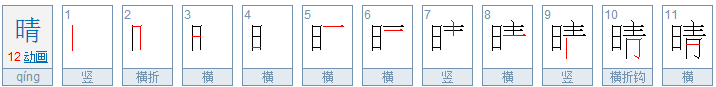 晴 1 2 3 4 5 6 7 8 9 10 11
12 动画
qíng 竖 横折 横 横 横 横 竖 横 竖 横折钩 横